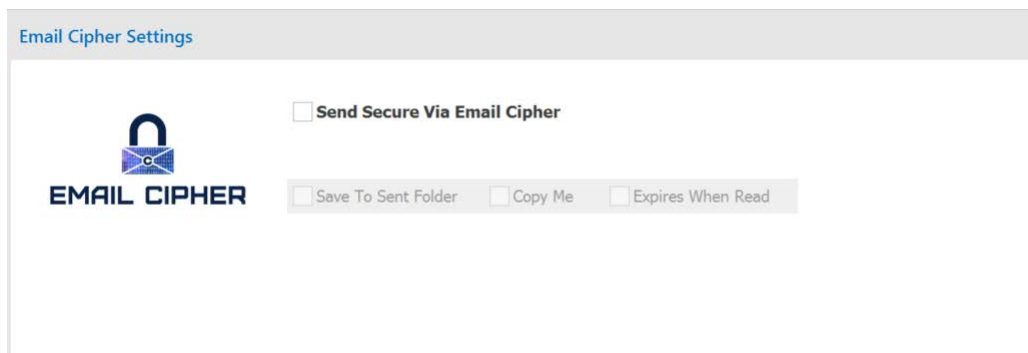 Email Cipher Settings
Send Secure Via Email Cipher
C
EMAIL CIPHER
Save To Sent Folder Copy Me Expires When Read